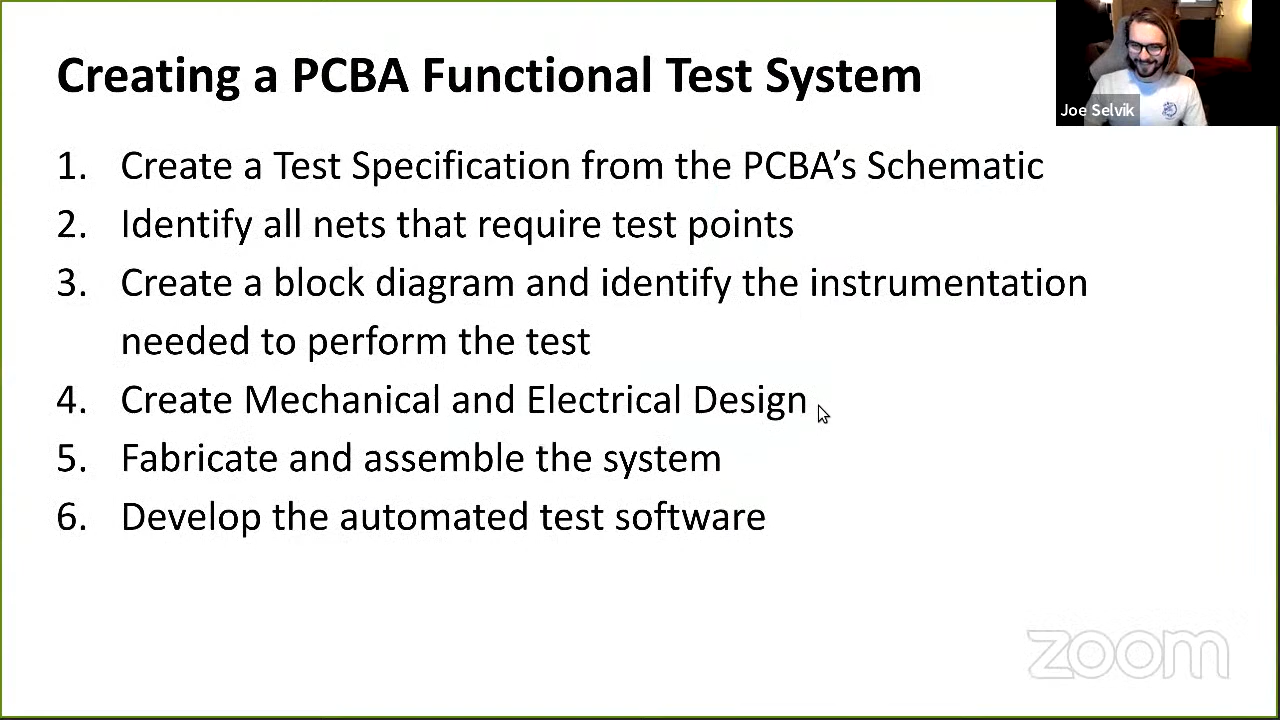 Creating a PCBA Functional Test System
Joe Selvik
1. Create a Test Specification from the PCBA’s Schematic
2. Identify all nets that require test points
3. Create a block diagram and identify the instrumentation
needed to perform the test
4. Create Mechanical and Electrical Design
5. Fabricate and assemble the system
6. Develop the automated test software
zoom